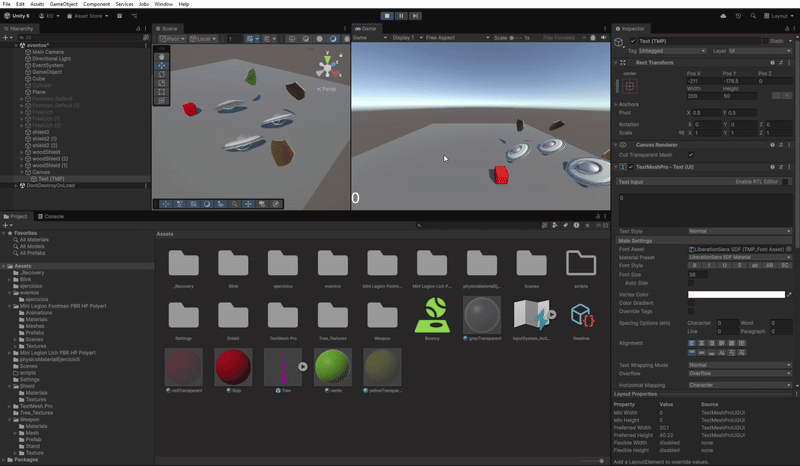 File Edit Assets GameObject Component Services Jobs Window Help
Unity 6 EG Asset Store Layout
Hierarchy
All
eventos*
Main Camera
Directional Light
EventSystem
GameObject
Cube
Cylinder
Plane
Footman_Default
Footman_Default (1)
FreeLich
FreeLich (1)
FreeLich (2)
shield2
shield2 (1)
shield2 (2)
woodShield
woodShield (2)
woodShield (1)
Canvas
Text (TMP)
DontDestroyOnLoad
Scene
Pivot Local 1
Persp
Game
Game Display 1 Free Aspect Scale 1x Play Focused
0
Inspector
Text (TMP) Static
Tag Untagged Layer UI
Rect Transform
center Pos X Pos Y Pos Z
-211 -176.5 0
Width Height
200 50
Anchors
Pivot X 0.5 Y 0.5
Rotation X 0 Y 0 Z 0
Scale X 1 Y 1 Z 1
Canvas Renderer
Cull Transparent Mesh
TextMeshPro - Text (UI)
Text Input Enable RTL Editor
0
Text Style Normal
Main Settings
Font Asset LiberationSans SDF (TMP_Font Asset)
Material Preset LiberationSans SDF Material
Font Style B I U S ab AB SC
Font Size 36
Auto Size
Vertex Color
Color Gradient
Override Tags
Spacing Options (em) Character 0 Word 0
Line 0 Paragraph 0
Alignment
Text Wrapping Mode Normal
Overflow Overflow
Horizontal Mapping Character
Layout Properties
Property Value Source
Min Width 0 TextMeshProUGUI
Min Height 0 TextMeshProUGUI
Preferred Width 20.1 TextMeshProUGUI
Preferred Height 40.22 TextMeshProUGUI
Flexible Width disabled none
Flexible Height disabled none
Add a LayoutElement to override values.
Project Console
22
Favorites
All Materials
All Models
All Prefabs
Assets
_Recovery
Blink
ejercicios
eventos
ejercicios
Mini Legion Footman PBR HP Polyart
Animations
Materials
Meshes
Prefabs
Scenes
Textures
Mini Legion Lich PBR HP Polyart
physicsMaterialEjercicio5
Scenes
scripts
Settings
Shield
Materials
Textures
TextMesh Pro
Tree_Textures
Weapon
Materials
Mesh
Prefab
Stand
Texture
Packages
Assets
_Recovery Blink ejercicios eventos Mini Legion Footm... Mini Legion Lich P... physicsMaterialEj... Scenes scripts
Settings Shield TextMesh Pro Tree_Textures Weapon Bouncy greyTransparent InputSystem_Acti... Readme
redTransparent Rojo Tree verde yellowTranspar...